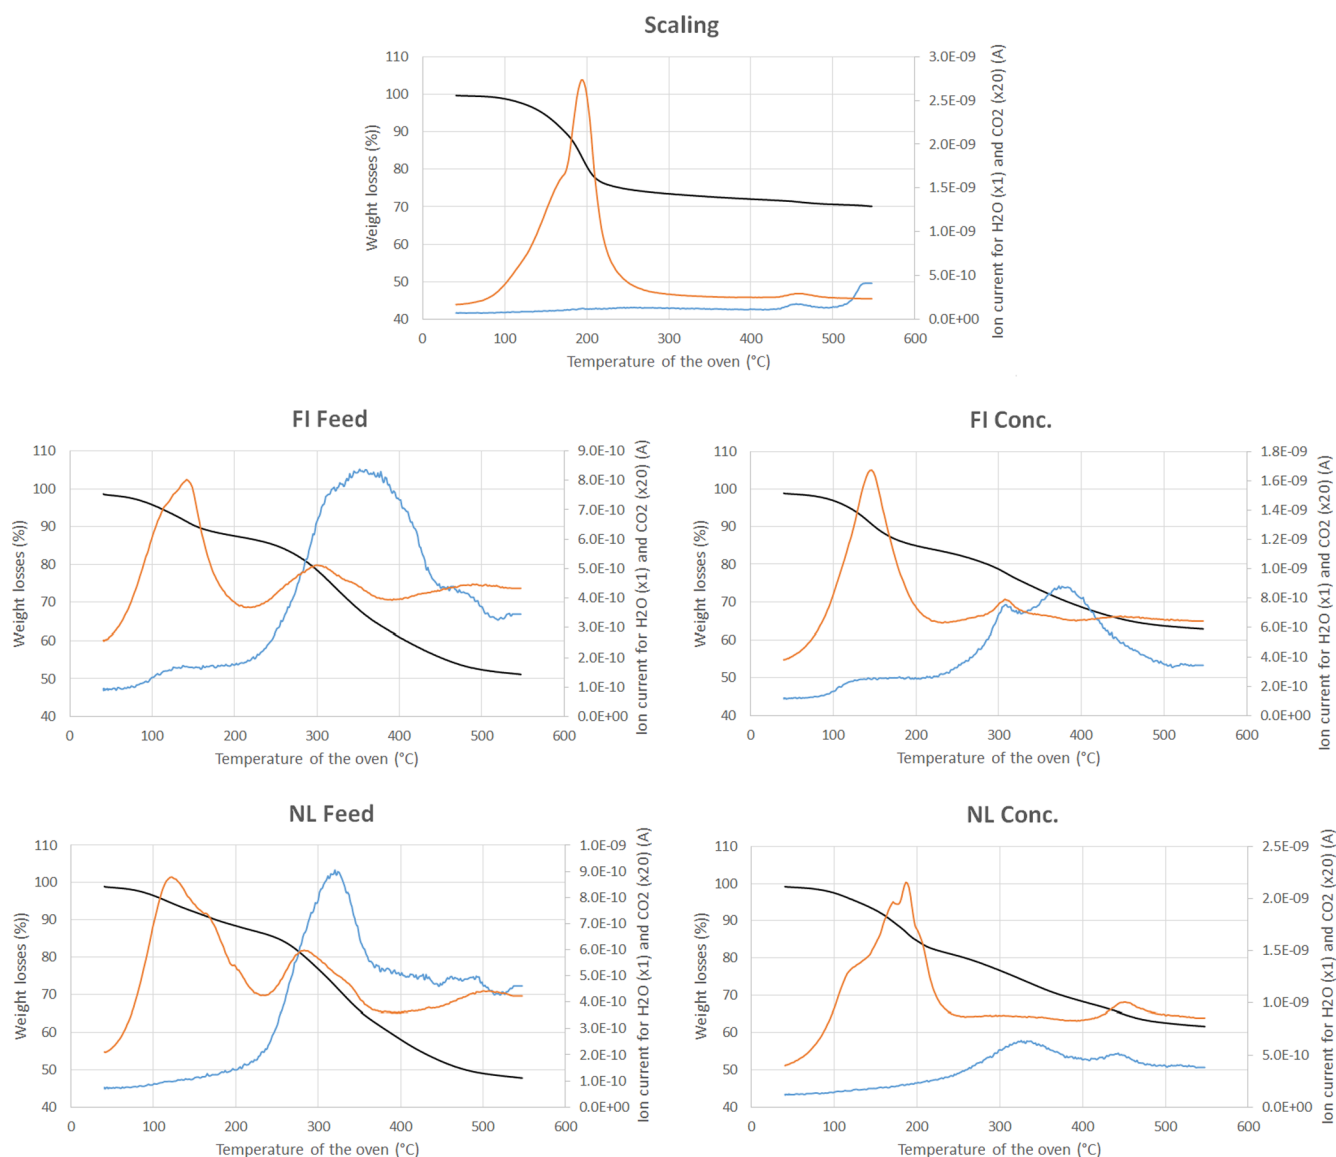 Scaling
Weight losses (%))
110
100
90
80
70
60
50
40
3.0E-09
2.5E-09
2.0E-09
1.5E-09
1.0E-09
5.0E-10
0.0E+00
Ion current for H2O (x1) and CO2 (x20) (A)
0 100 200 300 400 500 600
Temperature of the oven (°C)
FI Feed
Weight losses (%))
110
100
90
80
70
60
50
40
9.0E-10
8.0E-10
7.0E-10
6.0E-10
5.0E-10
4.0E-10
3.0E-10
2.0E-10
1.0E-10
0.0E+00
Ion current for H2O (x1) and CO2 (x20) (A)
0 100 200 300 400 500 600
Temperature of the oven (°C)
FI Conc.
Weight losses (%))
110
100
90
80
70
60
50
40
1.8E-09
1.6E-09
1.4E-09
1.2E-09
1.0E-09
8.0E-10
6.0E-10
4.0E-10
2.0E-10
0.0E+00
Ion current for H2O (x1) and CO2 (x20) (A)
0 100 200 300 400 500 600
Temperature of the oven (°C)
NL Feed
Weight losses (%))
110
100
90
80
70
60
50
40
1.0E-09
9.0E-10
8.0E-10
7.0E-10
6.0E-10
5.0E-10
4.0E-10
3.0E-10
2.0E-10
1.0E-10
0.0E+00
Ion current for H2O (x1) and CO2 (x20) (A)
0 100 200 300 400 500 600
Temperature of the oven (°C)
NL Conc.
Weight losses (%))
110
100
90
80
70
60
50
40
2.5E-09
2.0E-09
1.5E-09
1.0E-09
5.0E-10
0.0E+00
Ion current for H2O (x1) and CO2 (x20) (A)
0 100 200 300 400 500 600
Temperature of the oven (°C)